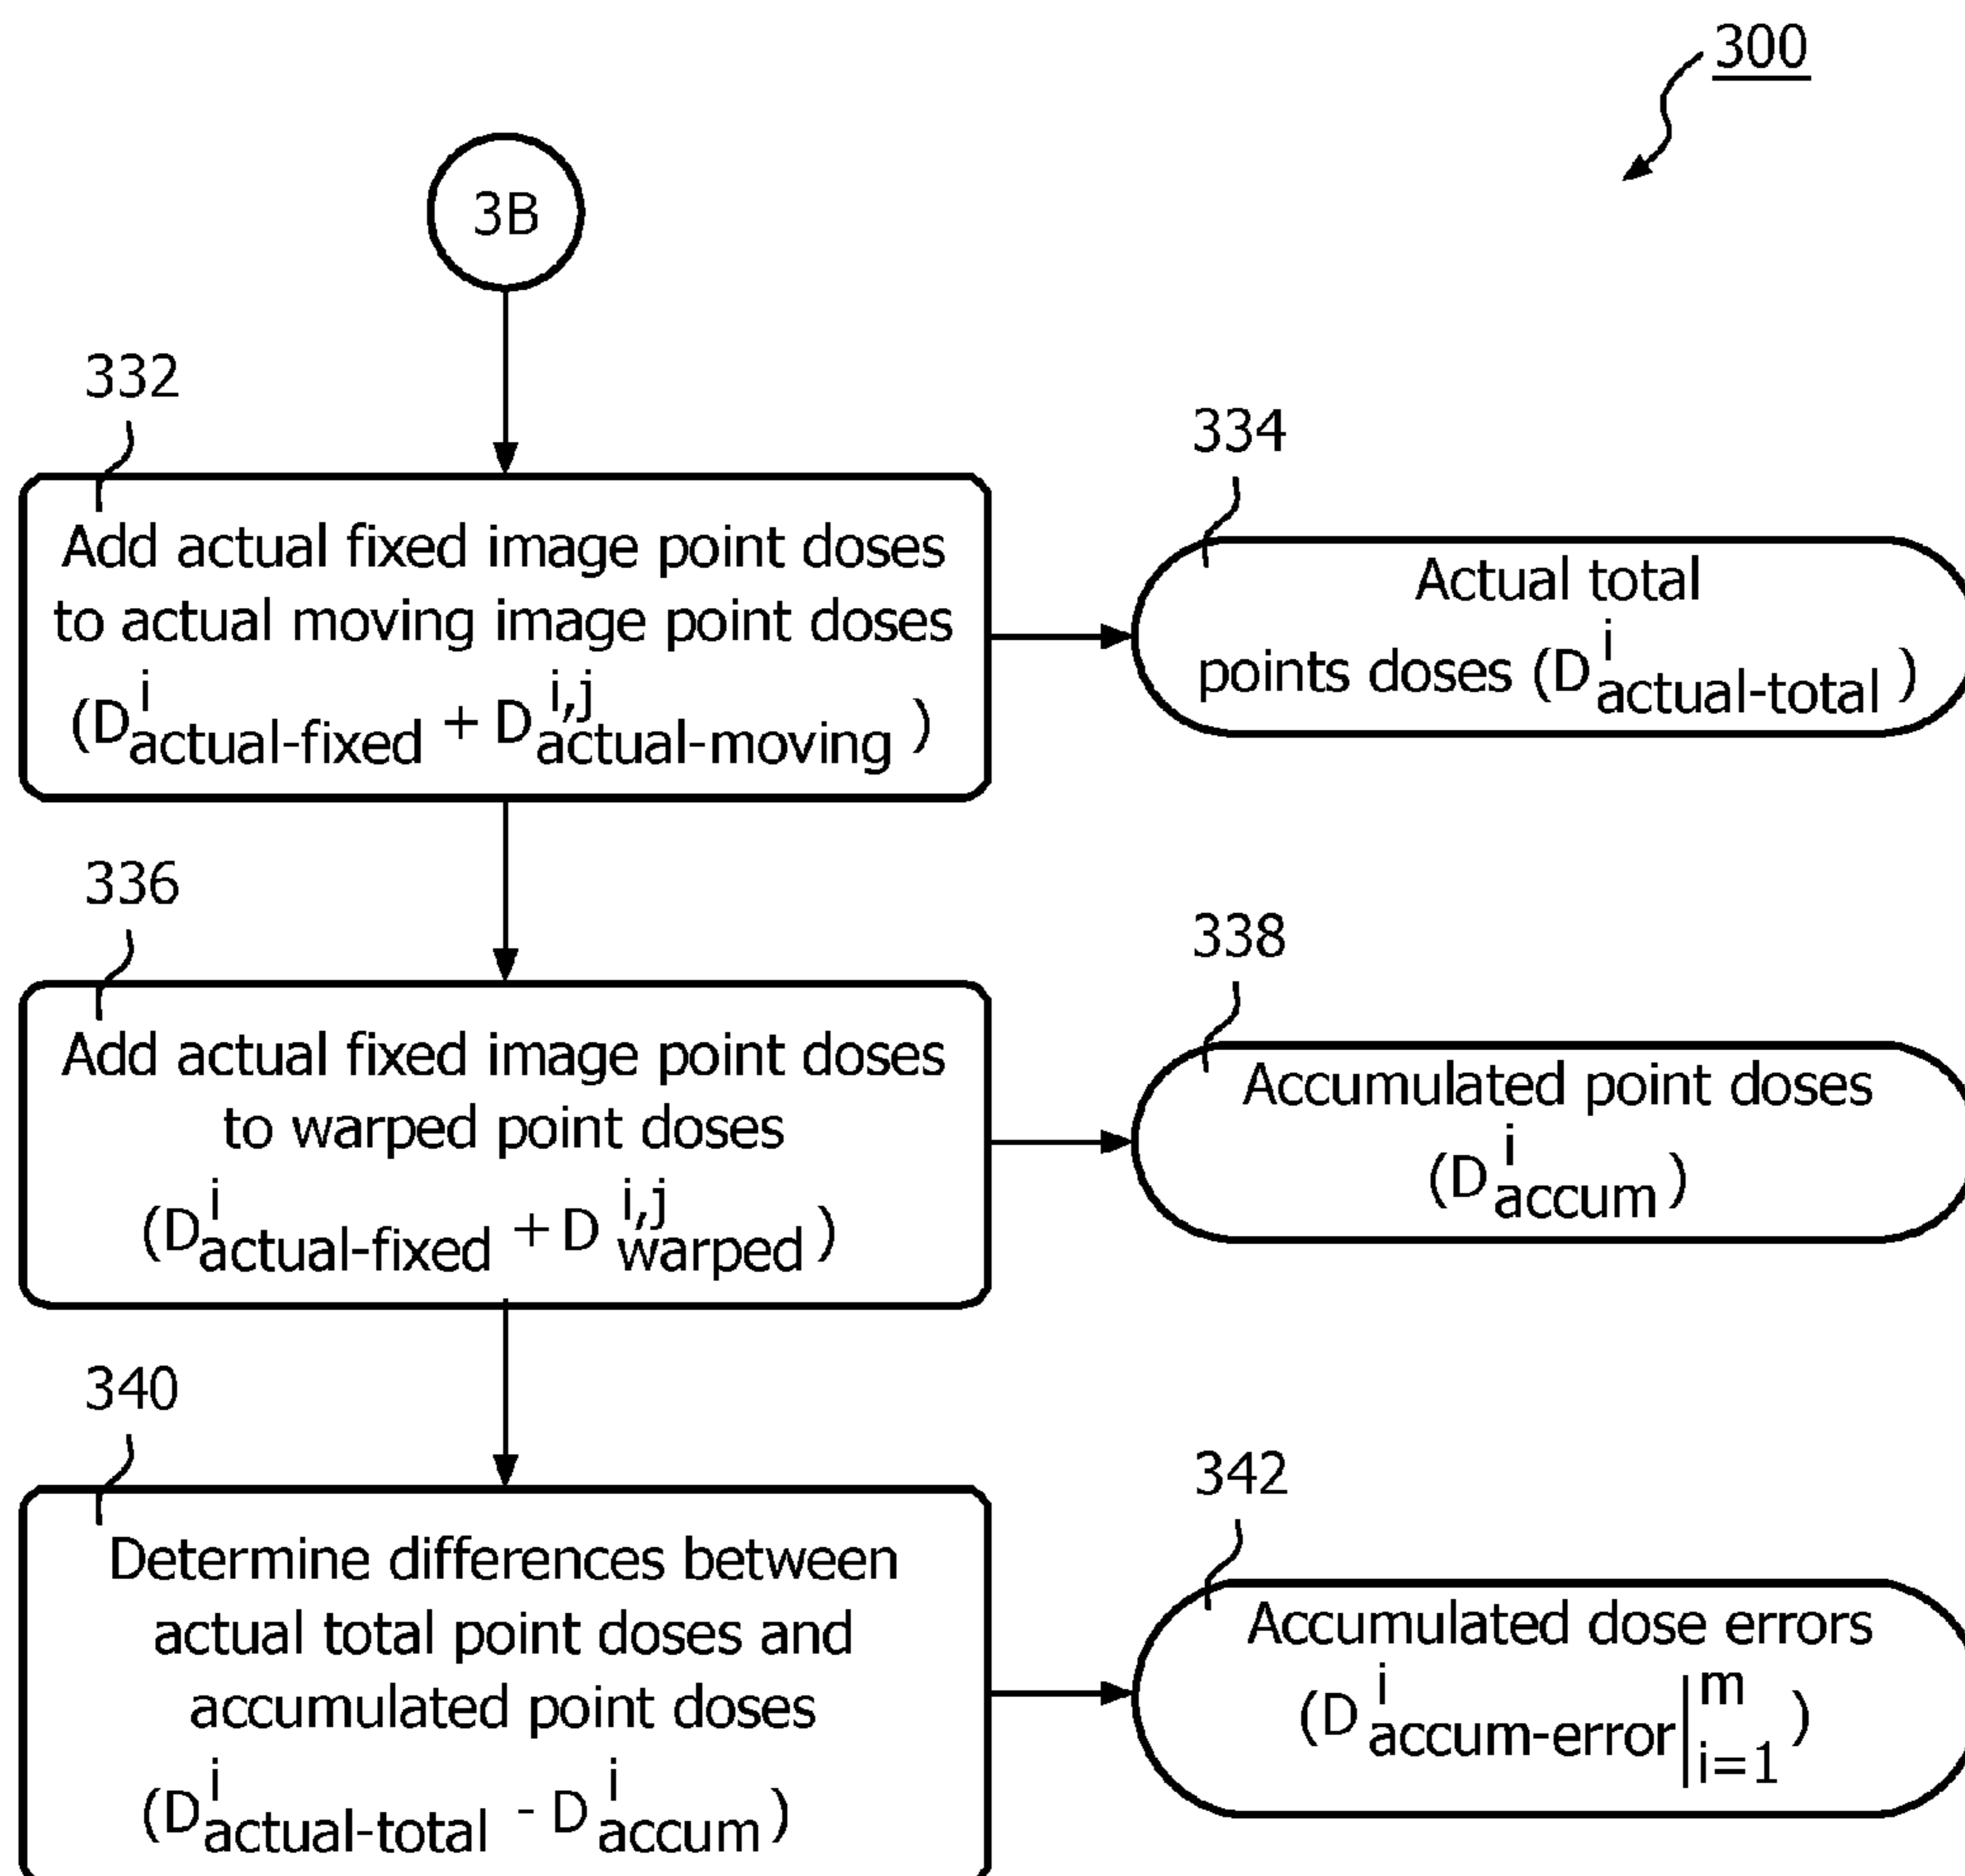 300
3B
332
Add actual fixed image point doses
to actual moving image point doses
(D^i_actual-fixed + D^i,j_actual-moving)
334
Actual total
points doses (D^i_actual-total)
336
Add actual fixed image point doses
to warped point doses
(D^i_actual-fixed + D^i,j_warped)
338
Accumulated point doses
(D^i_accum)
340
Determine differences between
actual total point doses and
accumulated point doses
(D^i_actual-total - D^i_accum)
342
Accumulated dose errors
(D^i_accum-error|^m_i=1)